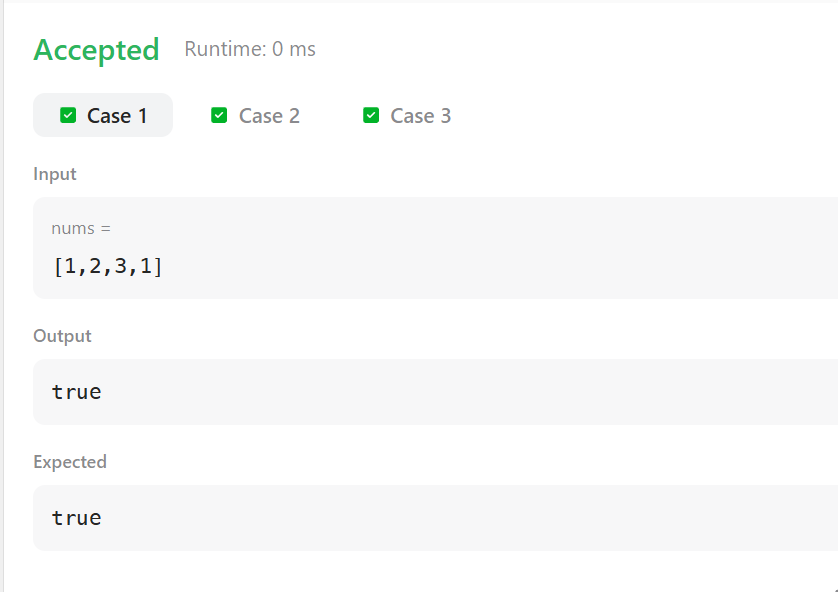 Accepted Runtime: 0 ms
Case 1 Case 2 Case 3
Input
nums =
[1,2,3,1]
Output
true
Expected
true